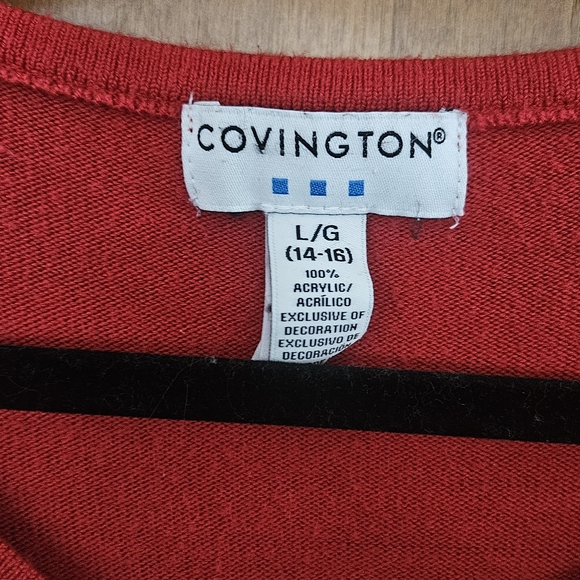 COVINGTON®
L/G
(14-16)
100%
ACRYLIC/
ACRÍLICO
EXCLUSIVE OF
DECORATION
EXCLUSIVO DE
DECORACIÓN